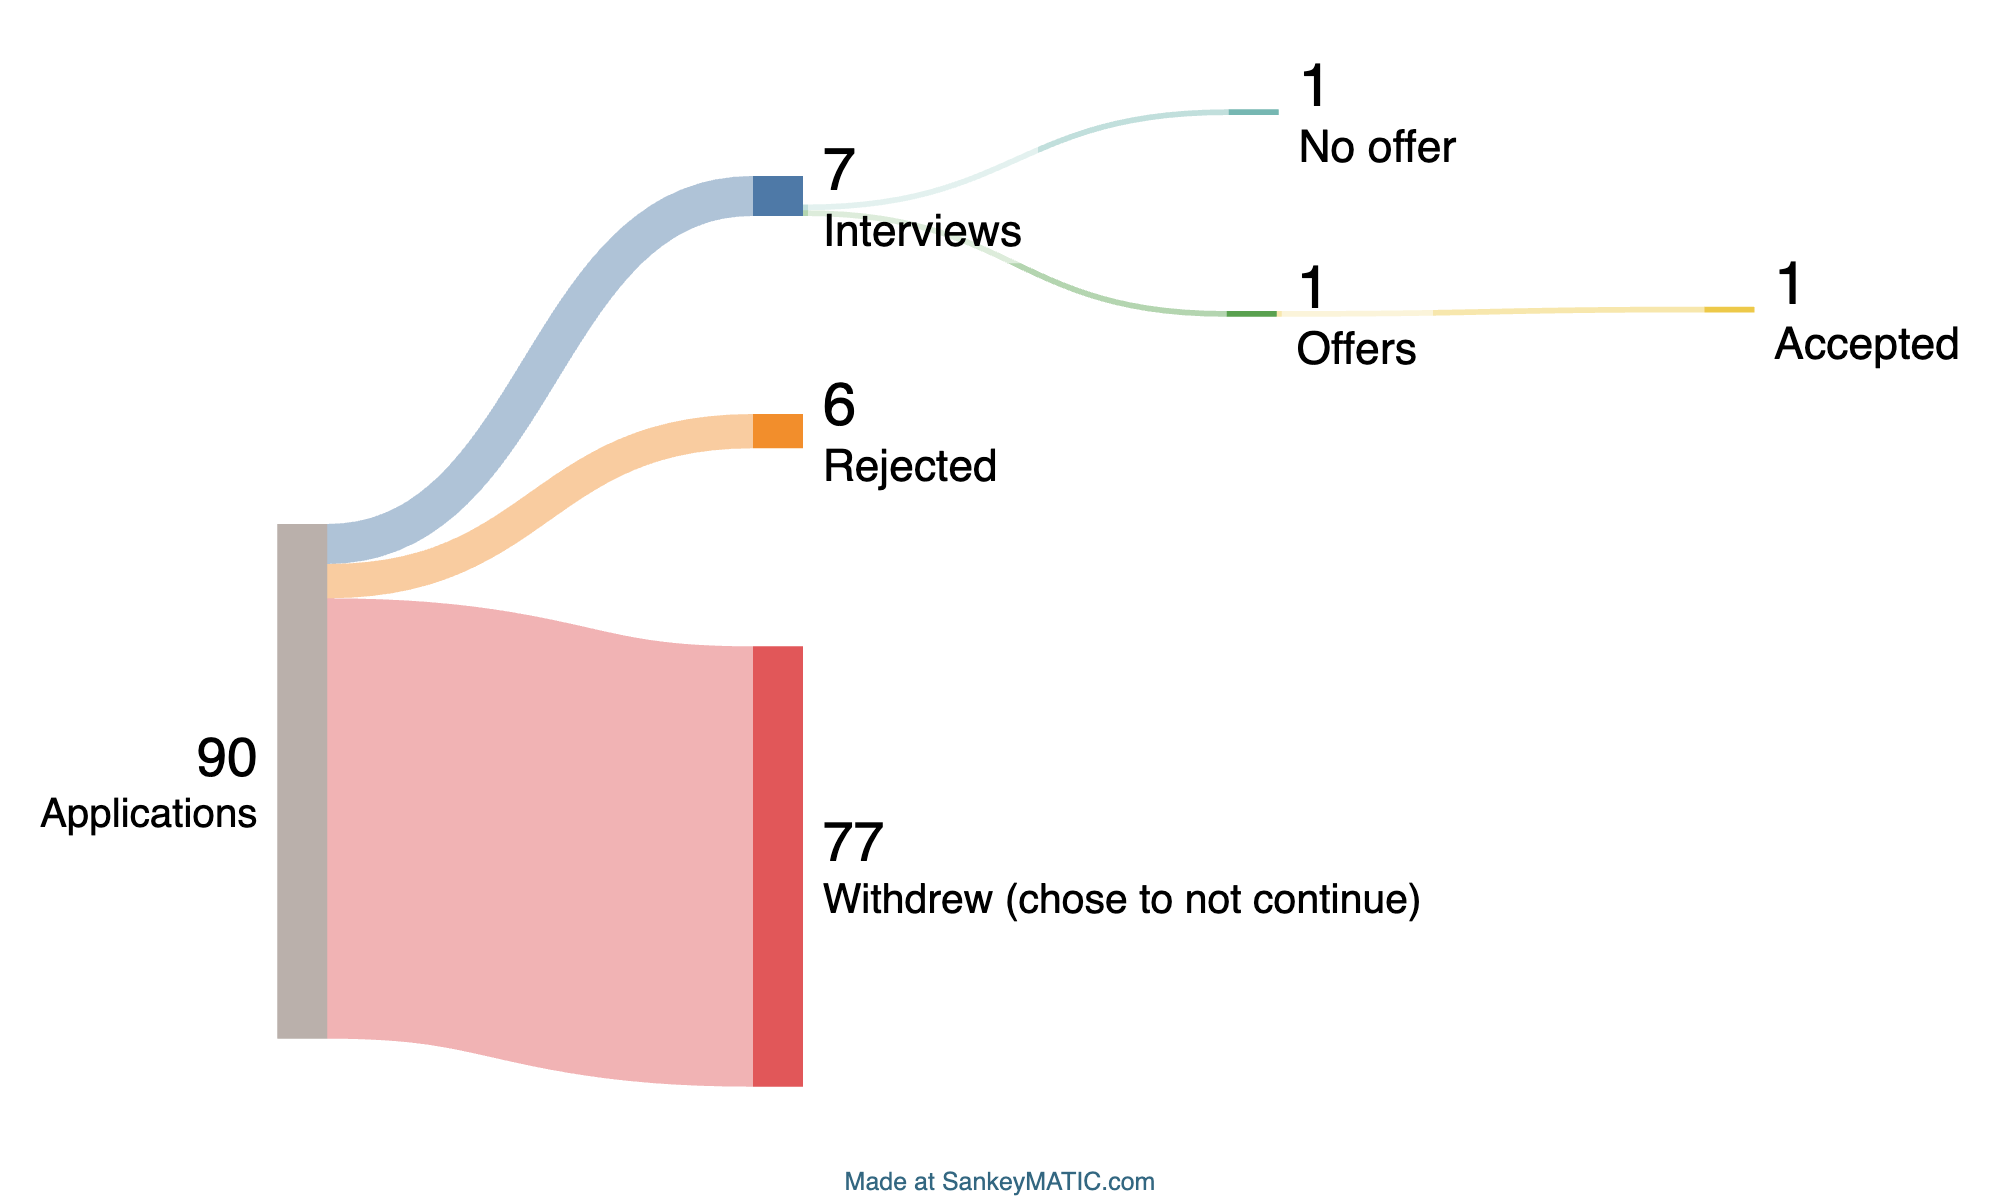 1
No offer
7
Interviews
1
Offers
1
Accepted
6
Rejected
90
Applications
77
Withdrew (chose to not continue)
Made at SankeyMATIC.com